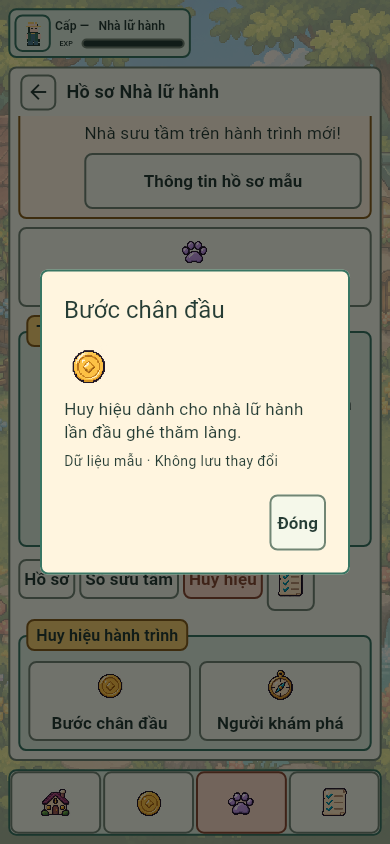 Cấp — Nhà lữ hành
EXP
Hồ sơ Nhà lữ hành
Nhà sưu tầm trên hành trình mới!
Thông tin hồ sơ mẫu
Bước chân đầu
Huy hiệu dành cho nhà lữ hành
lần đầu ghé thăm làng.
Dữ liệu mẫu · Không lưu thay đổi
Đóng
Hồ sơ Sổ sưu tầm Huy hiệu
Huy hiệu hành trình
Bước chân đầu Người khám phá